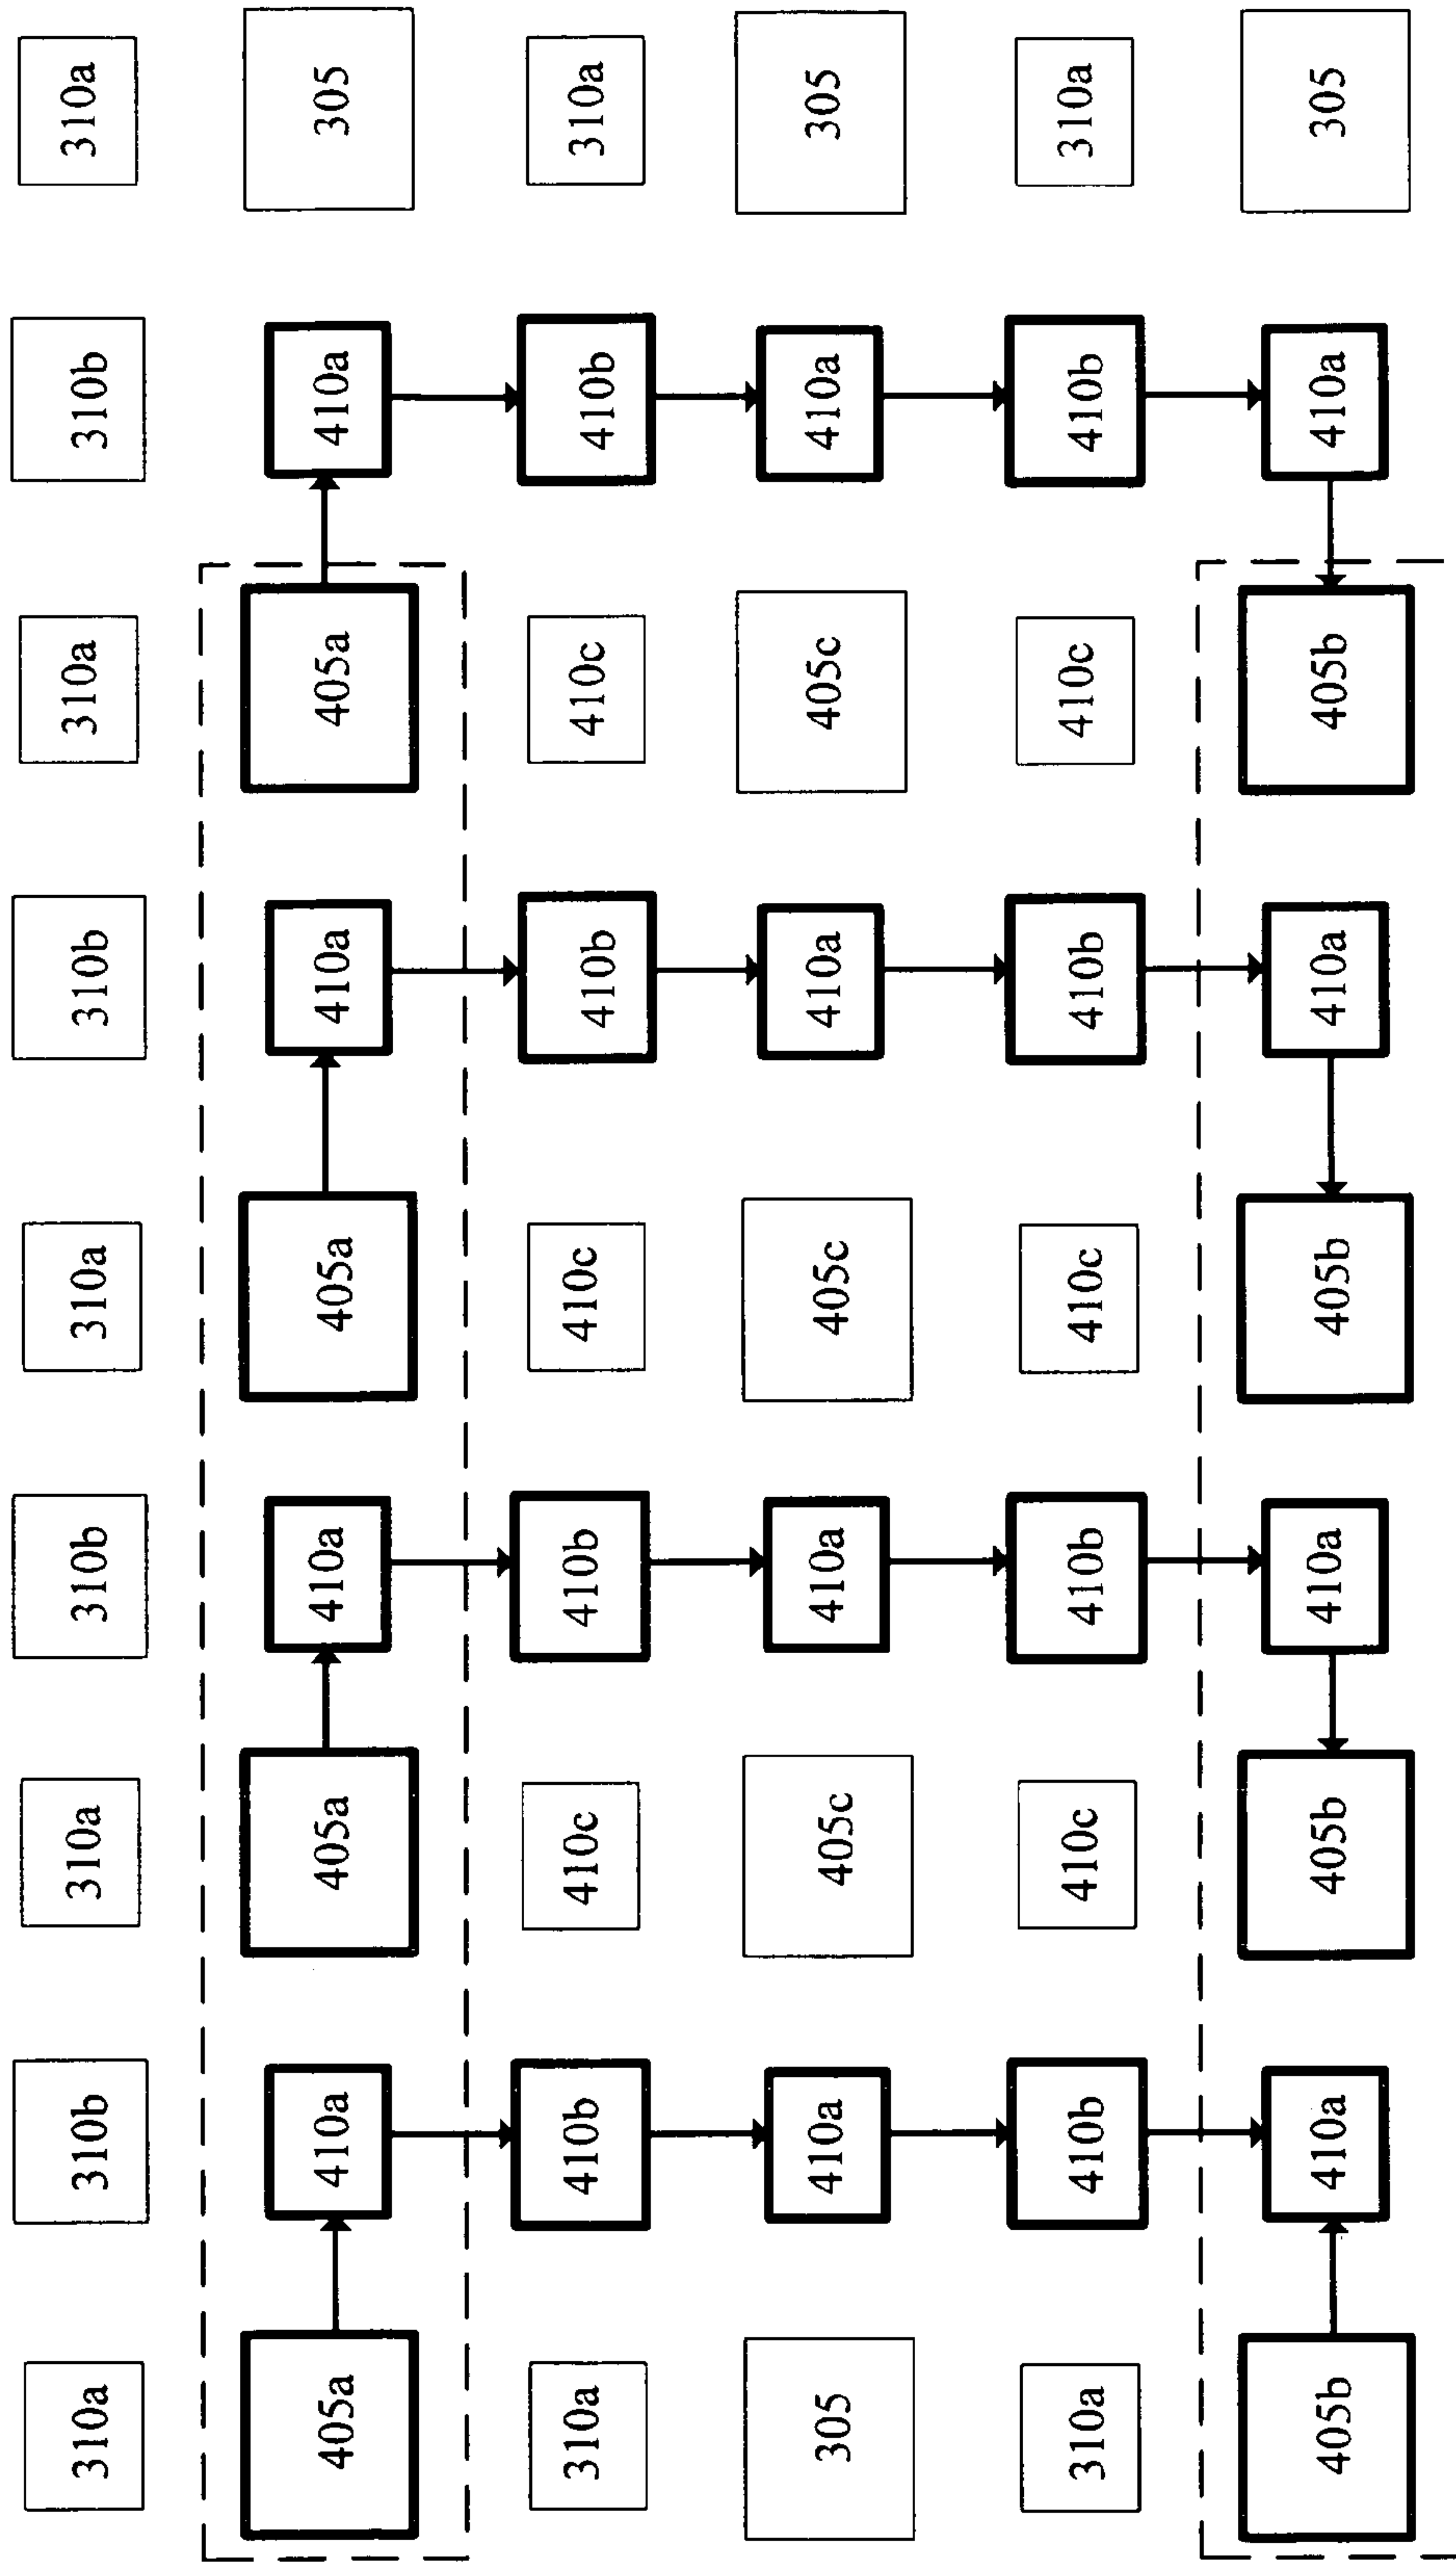 310a 310b 310a 310b 310a 310b 310a 310b 310a
405a 410a 405a 410a 405a 410a 405a 410a 305
310a 410b 410c 410b 410c 410b 410c 410b 310a
305 410a 405c 410a 405c 410a 405c 410a 305
310a 410b 410c 410b 410c 410b 410c 410b 310a
405b 410a 405b 410a 405b 410a 405b 410a 305